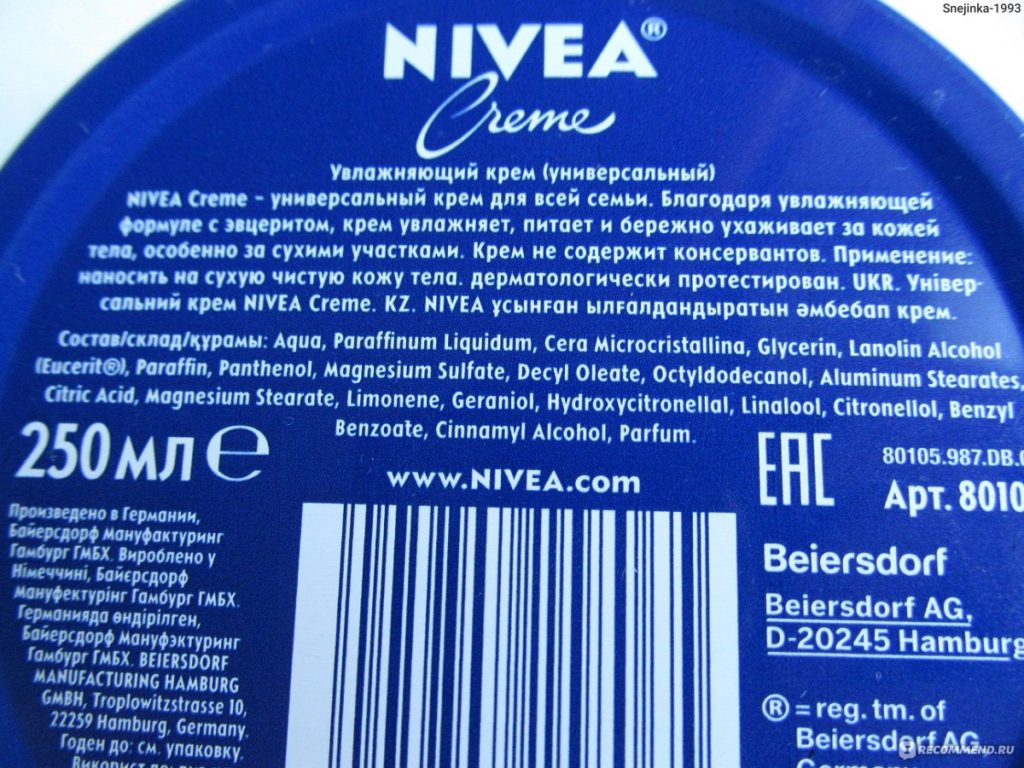 Snejinka-1993
NIVEA®
Creme
Увлажняющий крем (универсальный)
NIVEA Creme - универсальный крем для всей семьи. Благодаря увлажняющей
формуле с эвцеритом, крем увлажняет, питает и бережно ухаживает за кожей
тела, особенно за сухими участками. Крем не содержит консервантов. Применение:
наносить на сухую чистую кожу тела. дерматологически протестирован. UKR. Універ-
сальний крем NIVEA Creme. KZ. NIVEA ұсынған ылғалдандыратын әмбебап крем.
Состав/склад/құрамы: Aqua, Paraffinum Liquidum, Cera Microcristallina, Glycerin, Lanolin Alcohol
(Eucerit®), Paraffin, Panthenol, Magnesium Sulfate, Decyl Oleate, Octyldodecanol, Aluminum Stearates,
Citric Acid, Magnesium Stearate, Limonene, Geraniol, Hydroxycitronellal, Linalool, Citronellol, Benzyl
Benzoate, Cinnamyl Alcohol, Parfum.
250 МЛ e
www.NIVEA.com
EAC
80105.987.DB.
Арт. 8010
Произведено в Германии,
Байерсдорф Мануфактуринг
Гамбург ГМБХ. Вироблено у
Німеччині, Байєрсдорф
Мануфектурінг Гамбург ГМБХ.
Германияда өндірілген,
Байерсдорф Мануфэктуринг
Гамбург ГМБХ. BEIERSDORF
MANUFACTURING HAMBURG
GMBH, Troplowitzstrasse 10,
22259 Hamburg, Germany.
Годен до: см. упаковку.
Використ до:
Beiersdorf
Beiersdorf AG,
D-20245 Hamburg
® = reg. tm. of
Beiersdorf AG
RECOMMEND.RU